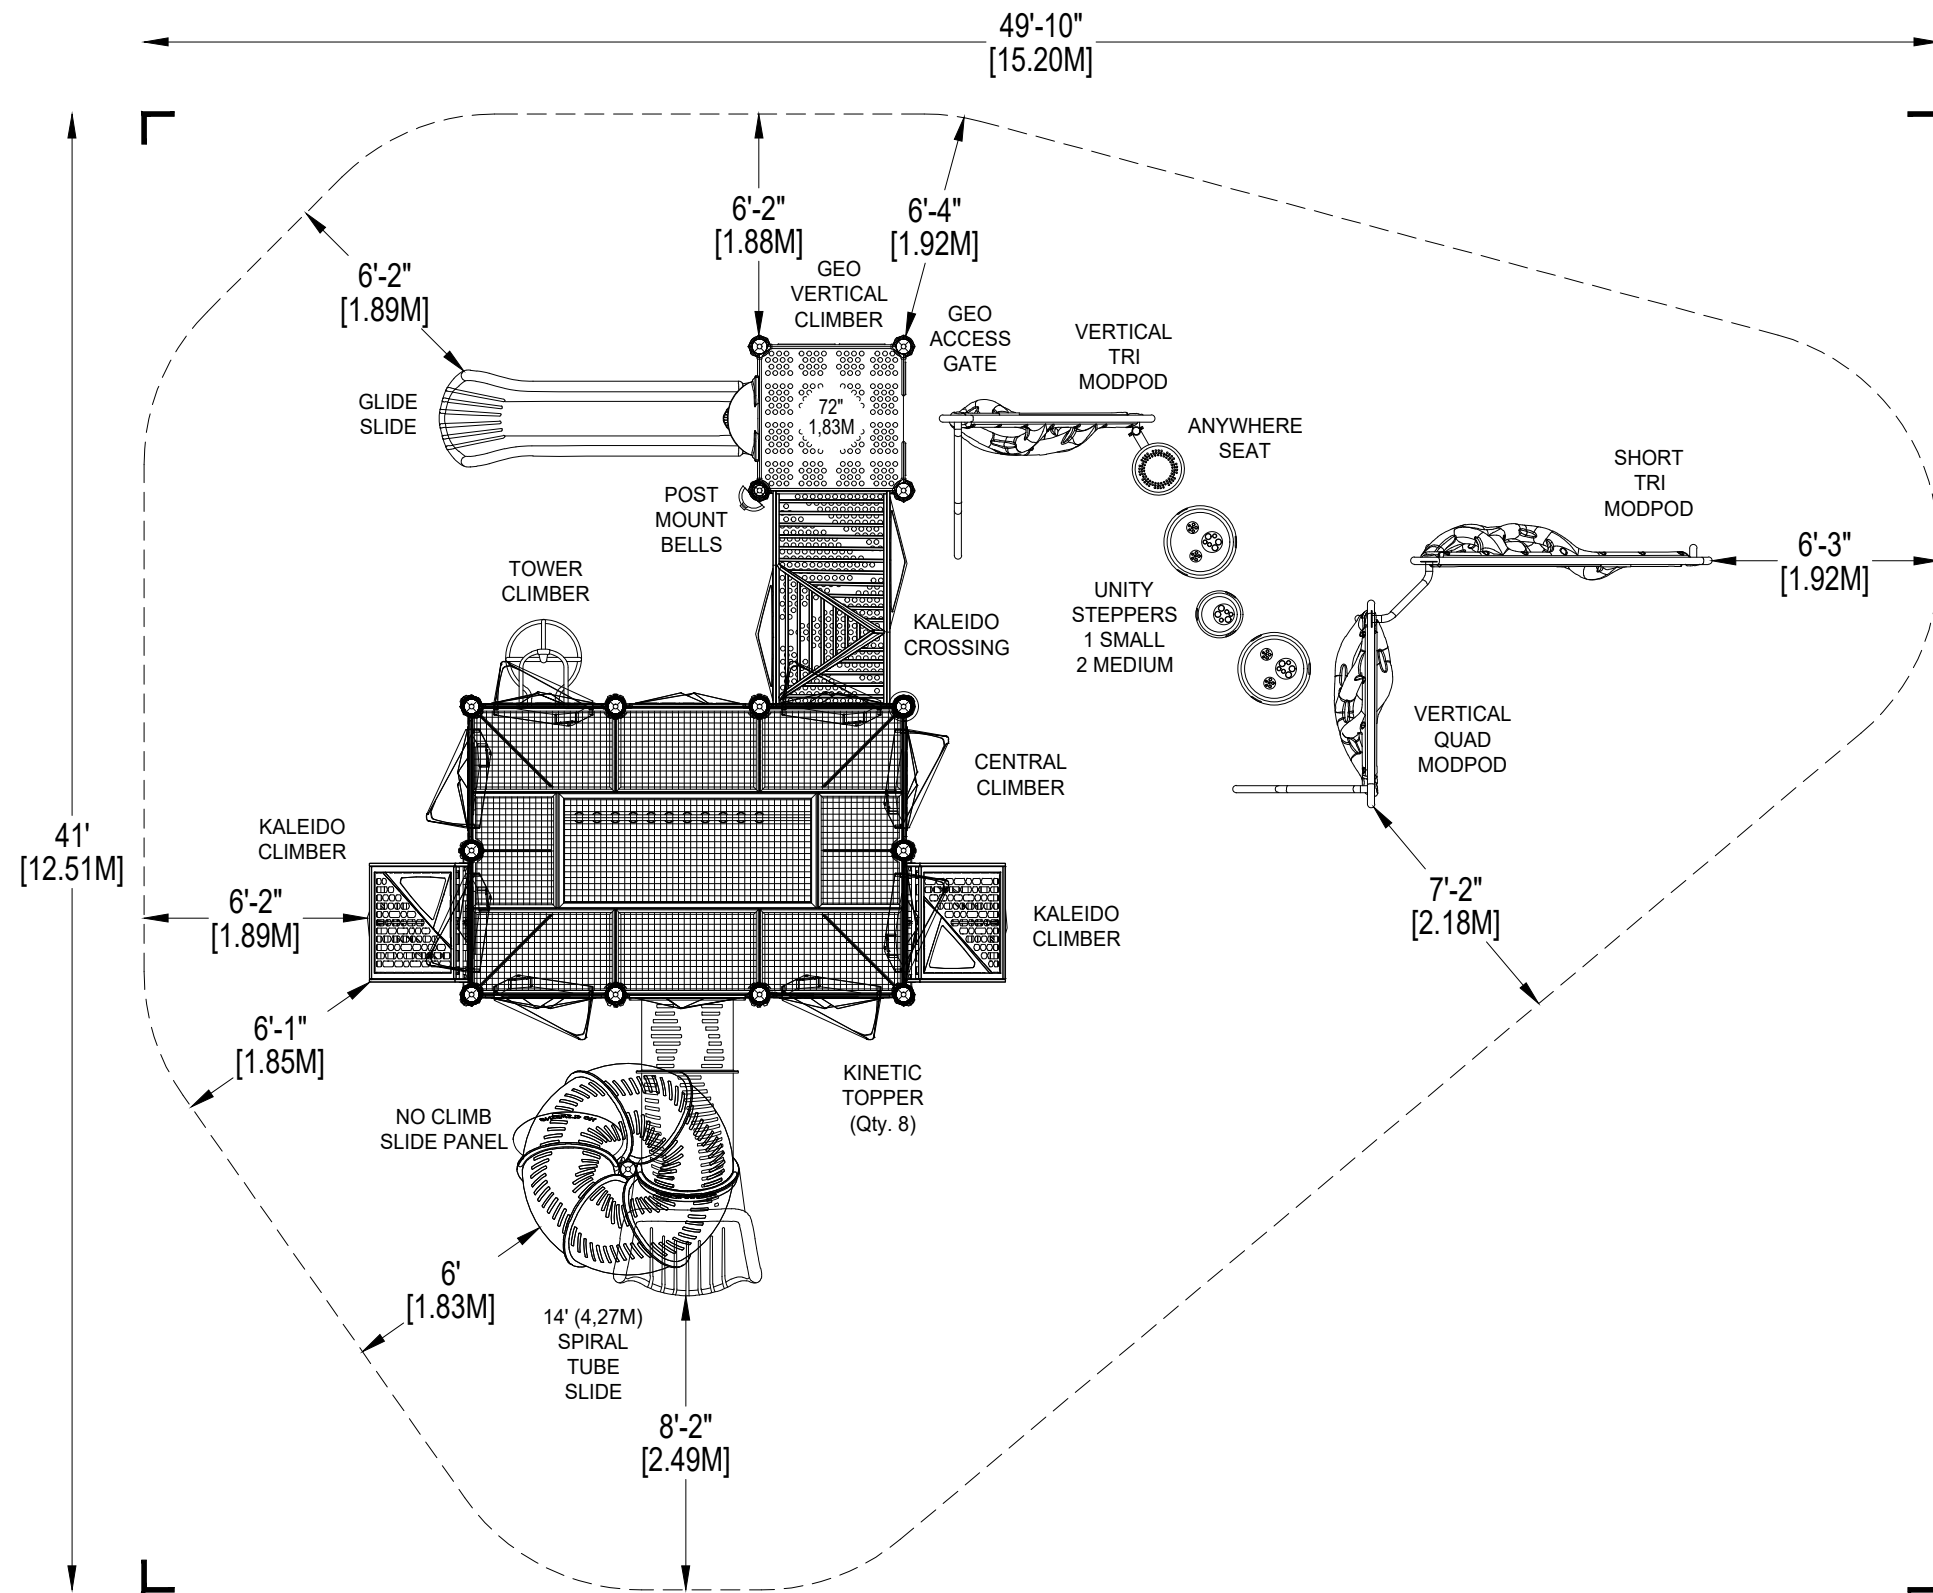 49'-10"
[15.20M]
6'-2"
[1.88M]
6'-4"
[1.92M]
6'-2"
[1.89M]
GEO
VERTICAL
CLIMBER
GEO
ACCESS
GATE
VERTICAL
TRI
MODPOD
GLIDE
SLIDE
72"
1,83M
ANYWHERE
SEAT
SHORT
TRI
MODPOD
POST
MOUNT
BELLS
6'-3"
[1.92M]
TOWER
CLIMBER
UNITY
STEPPERS
1 SMALL
2 MEDIUM
KALEIDO
CROSSING
VERTICAL
QUAD
MODPOD
CENTRAL
CLIMBER
41'
[12.51M]
KALEIDO
CLIMBER
6'-2"
[1.89M]
7'-2"
[2.18M]
KALEIDO
CLIMBER
6'-1"
[1.85M]
KINETIC
TOPPER
(Qty. 8)
NO CLIMB
SLIDE PANEL
6'
[1.83M]
14' (4,27M)
SPIRAL
TUBE
SLIDE
8'-2"
[2.49M]